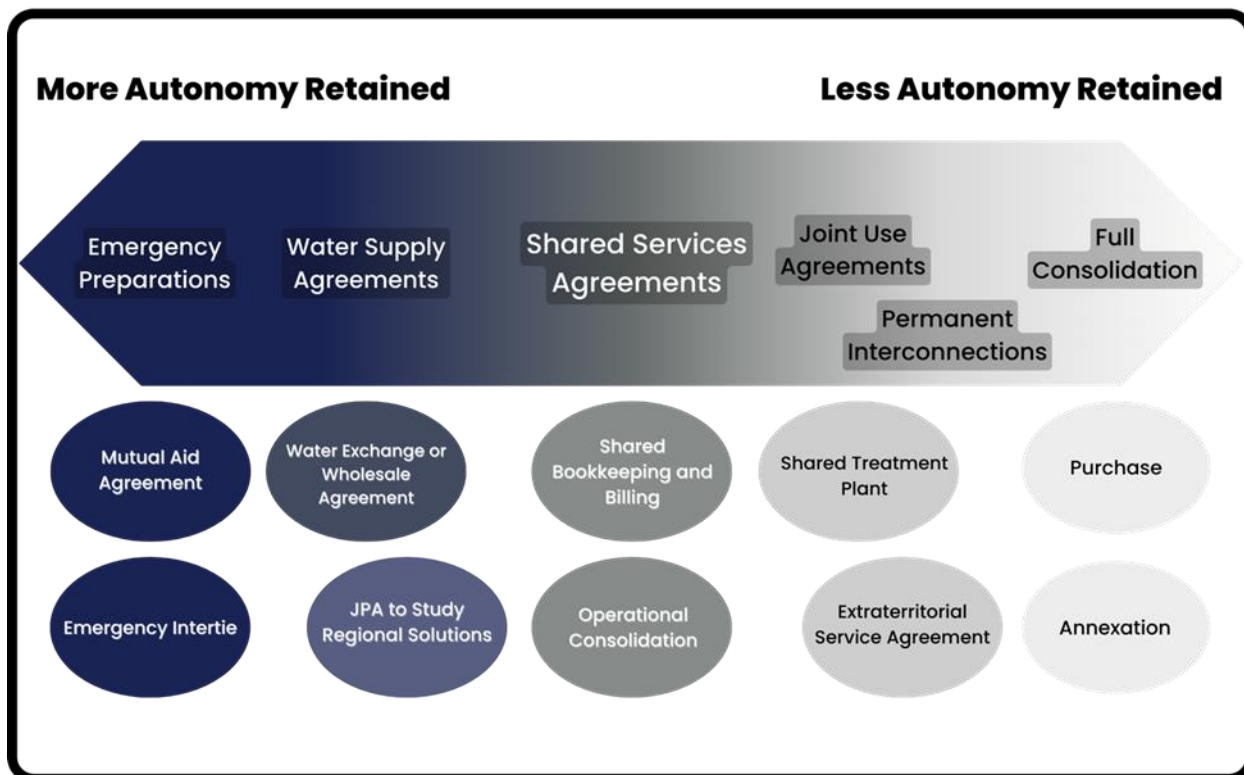 More Autonomy Retained
Less Autonomy Retained
Emergency
Preparations
Water Supply
Agreements
Shared Services
Agreements
Joint Use
Agreements
Permanent
Interconnections
Full
Consolidation
Mutual Aid
Agreement
Water Exchange or
Wholesale
Agreement
Shared
Bookkeeping and
Billing
Shared Treatment
Plant
Purchase
Emergency Intertie
JPA to Study
Regional Solutions
Operational
Consolidation
Extraterritorial
Service Agreement
Annexation